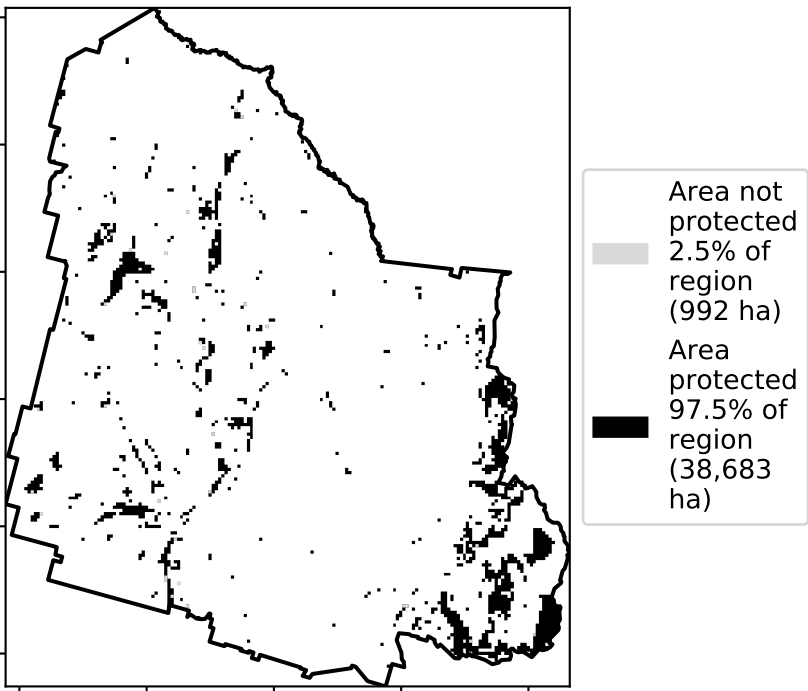 Area not
protected
2.5% of
region
(992 ha)
Area
protected
97.5% of
region
(38,683
ha)